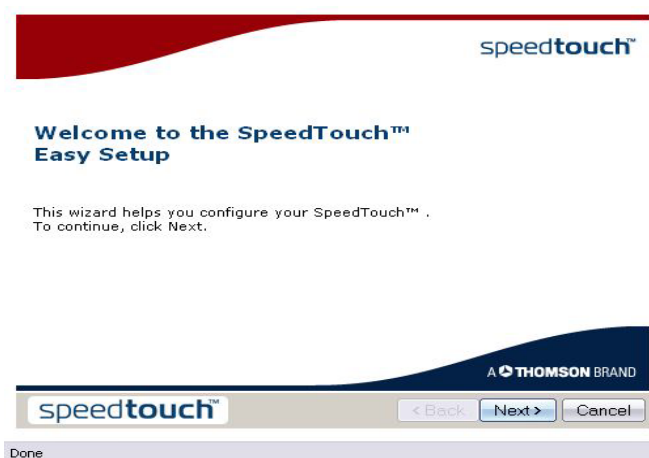 speedtouch™
Welcome to the SpeedTouch™
Easy Setup
This wizard helps you configure your SpeedTouch™ .
To continue, click Next.
A THOMSON BRAND
speedtouch™
< Back Next > Cancel
Done